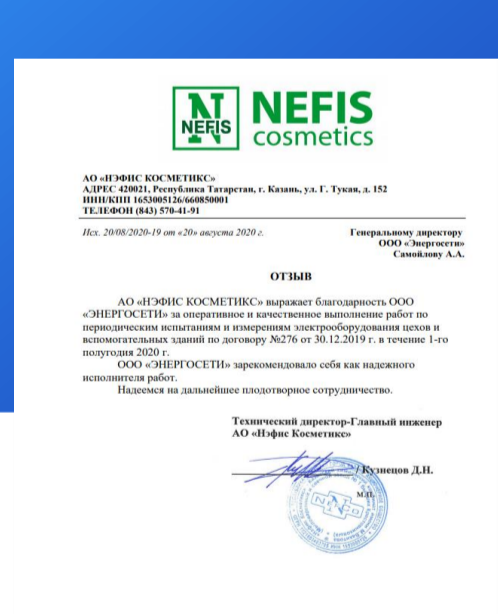 NEFIS
NEFIS
cosmetics
АО «НЭФИС КОСМЕТИКС»
АДРЕС 420021, Республика Татарстан, г. Казань, ул. Г. Тукая, д. 152
ИНН/КПП 1653005126/660850001
ТЕЛЕФОН (843) 570-41-91
Исх. 20/08/2020-19 от «20» августа 2020 г.
Генеральному директору
ООО «Энергосети»
Самойлову А.А.
ОТЗЫВ
АО «НЭФИС КОСМЕТИКС» выражает благодарность ООО
«ЭНЕРГОСЕТИ» за оперативное и качественное выполнение работ по
периодическим испытаниям и измерениям электрооборудования цехов и
вспомогательных зданий по договору №276 от 30.12.2019 г. в течение 1-го
полугодия 2020 г.
ООО «ЭНЕРГОСЕТИ» зарекомендовало себя как надежного
исполнителя работ.
Надеемся на дальнейшее плодотворное сотрудничество.
Технический директор-Главный инженер
АО «Нэфис Косметикс»
/ Кузнецов Д.Н.
М.П.